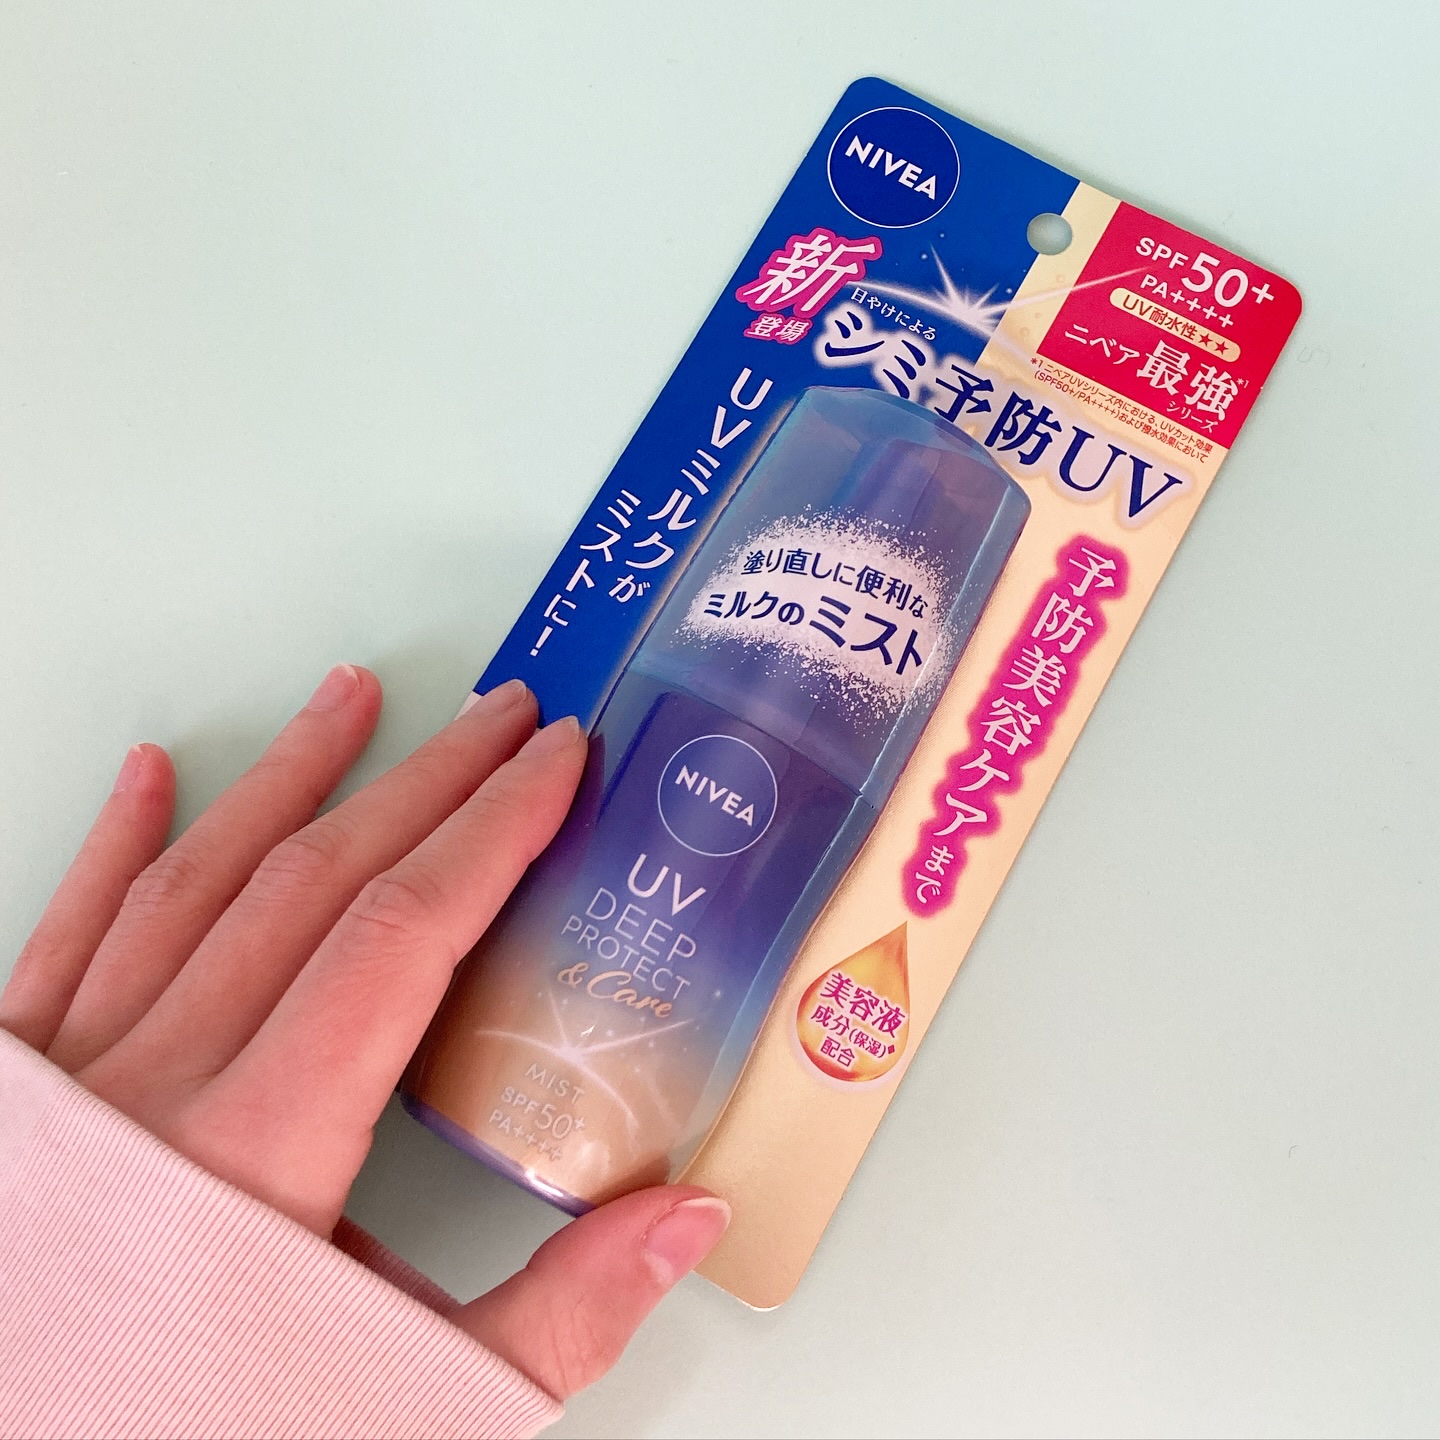 NIVEA
新
登場
日やけによる
シミ予防UV
SPF50+
PA++++
UV耐水性★★
ニベア最強*1
シリーズ
*1 ニベアUVシリーズ内における、UVカット効果
(SPF50+/PA++++)および撥水効果において
UVミルクが
ミストに!
塗り直しに便利な
ミルクのミスト
予防美容ケアまで
NIVEA
UV
DEEP
PROTECT
& Care
MIST
SPF50+
PA++++
美容液
成分(保湿)◆
配合